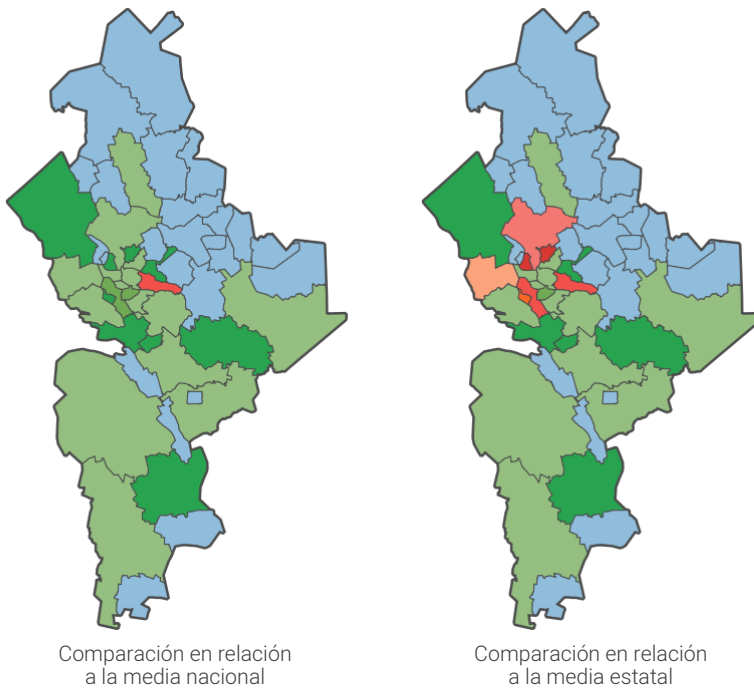 Comparación en relación
a la media nacional
Comparación en relación
a la media estatal